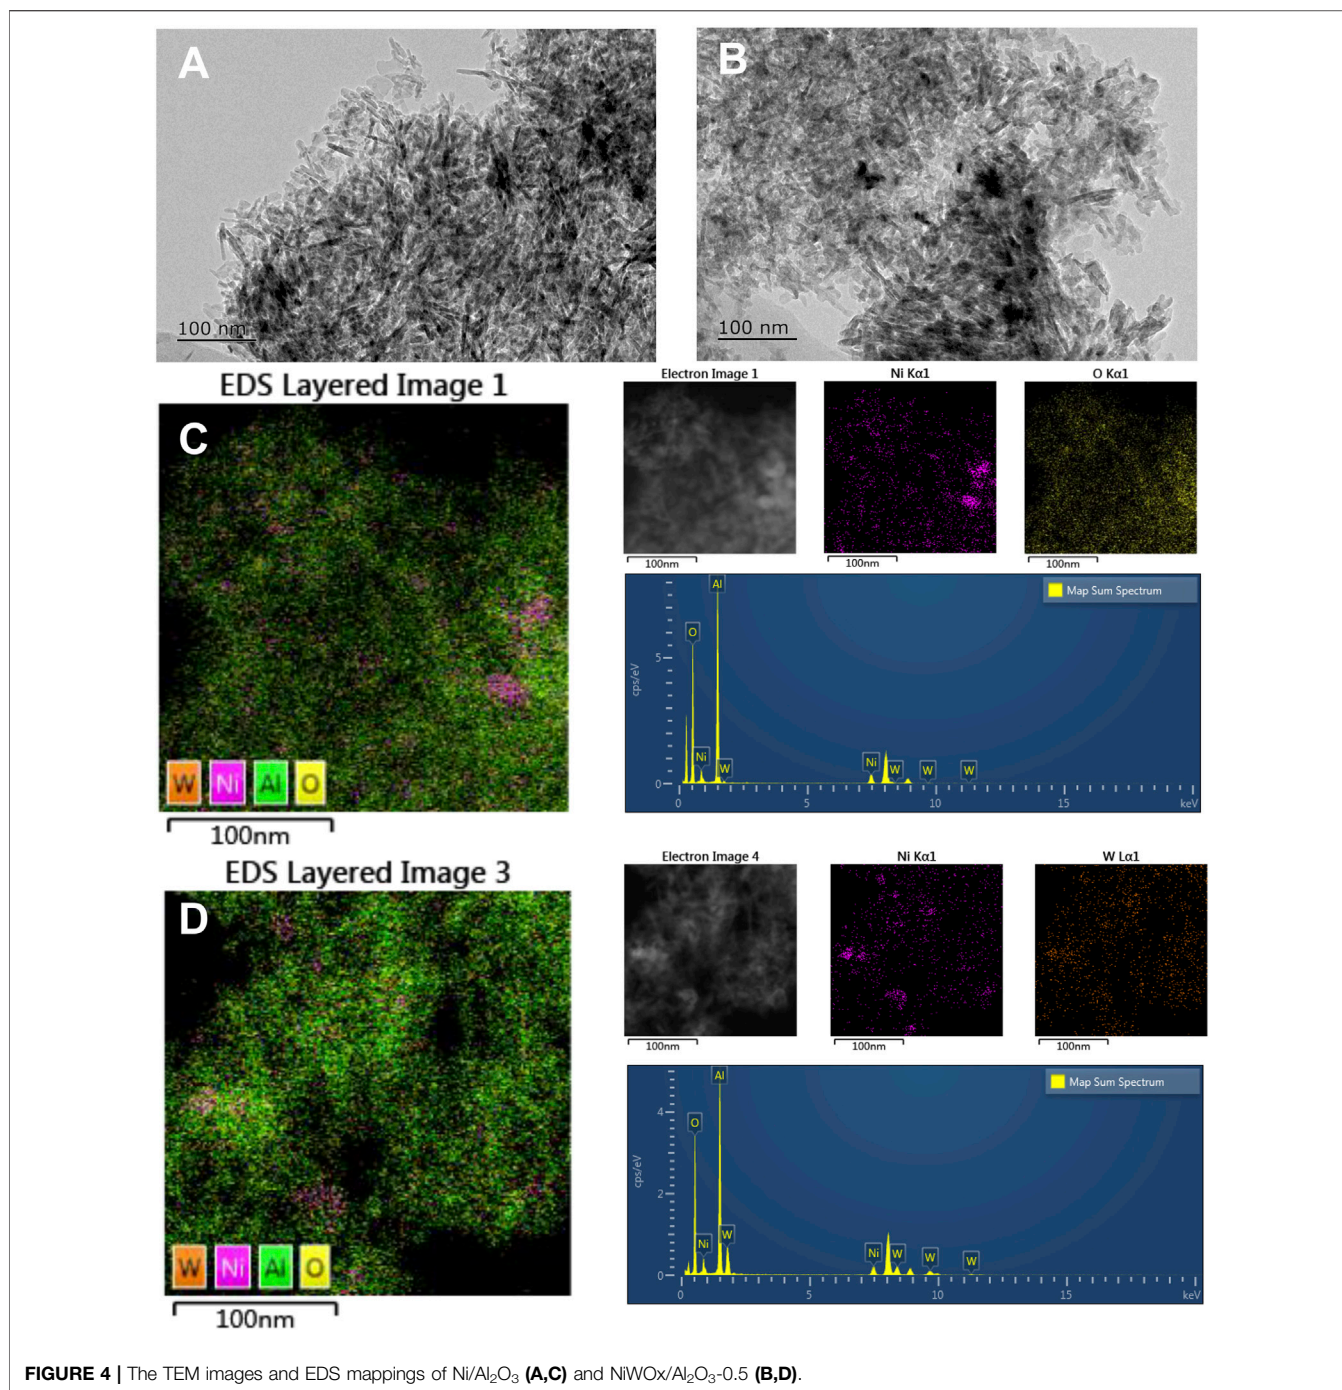 A
B
100 nm
100 nm
EDS Layered Image 1
C
W Ni Al O
100nm
Electron Image 1
Ni Kα1
O Kα1
100nm
100nm
100nm
Map Sum Spectrum
cps/eV
5
0
O
Al
Ni
W
Ni
W
W
W
0 5 10 15 keV
EDS Layered Image 3
D
W Ni Al O
100nm
Electron Image 4
Ni Kα1
W Lα1
100nm
100nm
100nm
Map Sum Spectrum
cps/eV
4
2
0
O
Al
Ni
W
Ni
W
W
W
0 5 10 15 keV
FIGURE 4 | The TEM images and EDS mappings of Ni/Al₂O₃ (A,C) and NiWOx/Al₂O₃-0.5 (B,D).